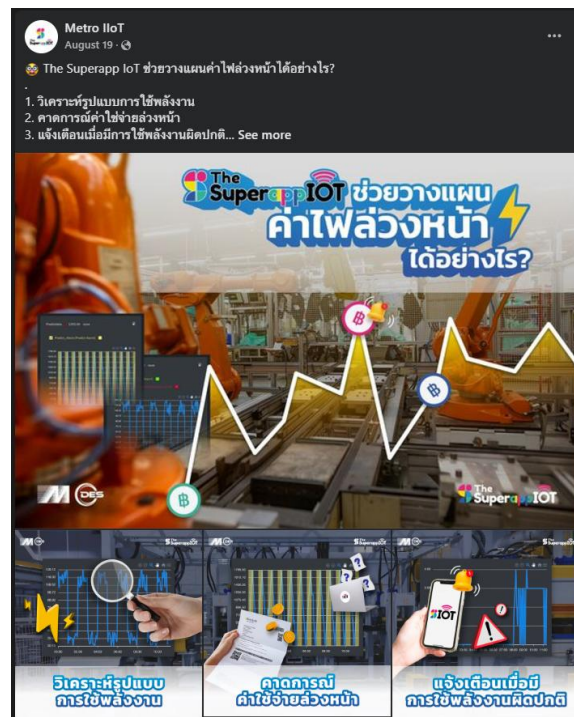 Metro IIoT
August 19 ·
The Superapp IoT ช่วยวางแผนค่าไฟล่วงหน้าได้อย่างไร?
.
1. วิเคราะห์รูปแบบการใช้พลังงาน
2. คาดการณ์ค่าใช้จ่ายล่วงหน้า
3. แจ้งเตือนเมื่อมีการใช้พลังงานผิดปกติ... See more
The SuperappIOT ช่วยวางแผน
ค่าไฟล่วงหน้า
ได้อย่างไร?
M DES
The SuperappIOT
วิเคราะห์รูปแบบ
การใช้พลังงาน
คาดการณ์
ค่าใช้จ่ายล่วงหน้า
IOT
แจ้งเตือนเมื่อมี
การใช้พลังงานผิดปกติ